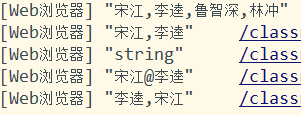 [Web浏览器] "宋江,李逵,鲁智深,林冲"
[Web浏览器] "宋江,李逵" /class
[Web浏览器] "string" /class
[Web浏览器] "宋江@李逵" /class
[Web浏览器] "李逵,宋江" /class